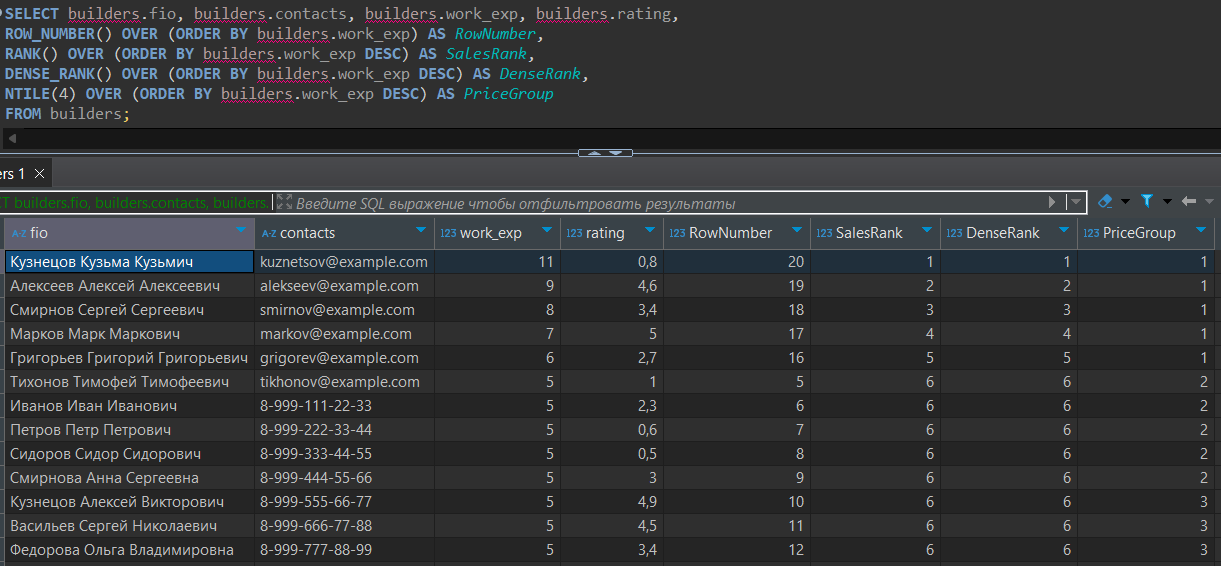 SELECT builders.fio, builders.contacts, builders.work_exp, builders.rating,
ROW_NUMBER() OVER (ORDER BY builders.work_exp) AS RowNumber,
RANK() OVER (ORDER BY builders.work_exp DESC) AS SalesRank,
DENSE_RANK() OVER (ORDER BY builders.work_exp DESC) AS DenseRank,
NTILE(4) OVER (ORDER BY builders.work_exp DESC) AS PriceGroup
FROM builders;
ers 1
CT builders.fio, builders.contacts, builders. Введите SQL выражение чтобы отфильтровать результаты
A-Z fio A-Z contacts 123 work_exp 123 rating 123 RowNumber 123 SalesRank 123 DenseRank 123 PriceGroup
Кузнецов Кузьма Кузьмич kuznetsov@example.com 11 0,8 20 1 1 1
Алексеев Алексей Алексеевич alekseev@example.com 9 4,6 19 2 2 1
Смирнов Сергей Сергеевич smirnov@example.com 8 3,4 18 3 3 1
Марков Марк Маркович markov@example.com 7 5 17 4 4 1
Григорьев Григорий Григорьевич grigorev@example.com 6 2,7 16 5 5 1
Тихонов Тимофей Тимофеевич tikhonov@example.com 5 1 5 6 6 2
Иванов Иван Иванович 8-999-111-22-33 5 2,3 6 6 6 2
Петров Петр Петрович 8-999-222-33-44 5 0,6 7 6 6 2
Сидоров Сидор Сидорович 8-999-333-44-55 5 0,5 8 6 6 2
Смирнова Анна Сергеевна 8-999-444-55-66 5 3 9 6 6 2
Кузнецов Алексей Викторович 8-999-555-66-77 5 4,9 10 6 6 3
Васильев Сергей Николаевич 8-999-666-77-88 5 4,5 11 6 6 3
Федорова Ольга Владимировна 8-999-777-88-99 5 3,4 12 6 6 3